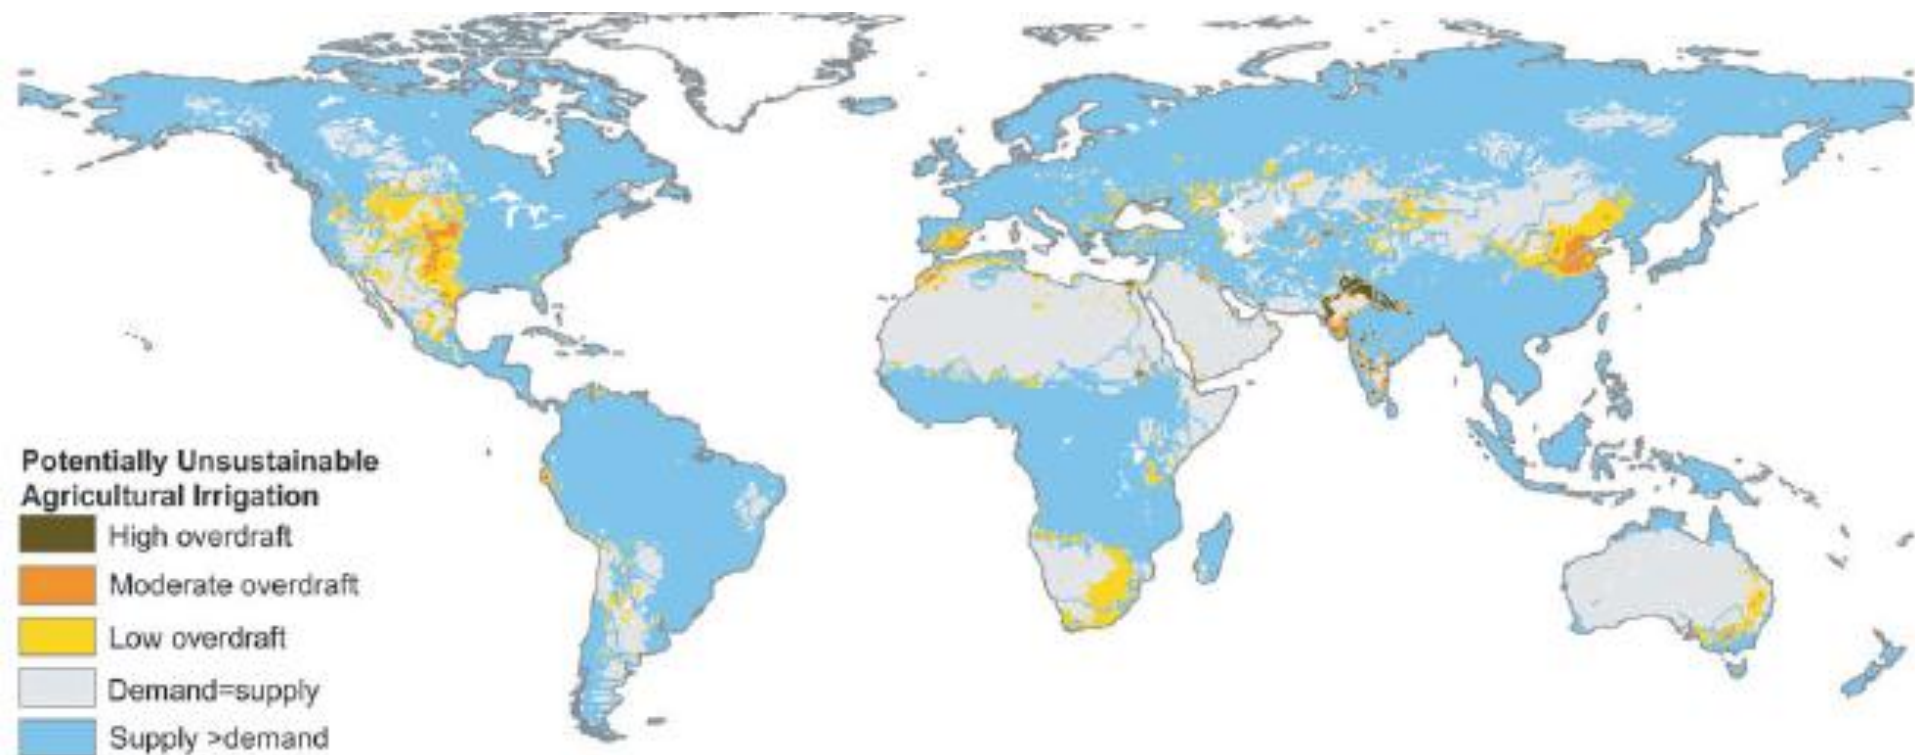 Potentially Unsustainable
Agricultural Irrigation
High overdraft
Moderate overdraft
Low overdraft
Demand=supply
Supply >demand